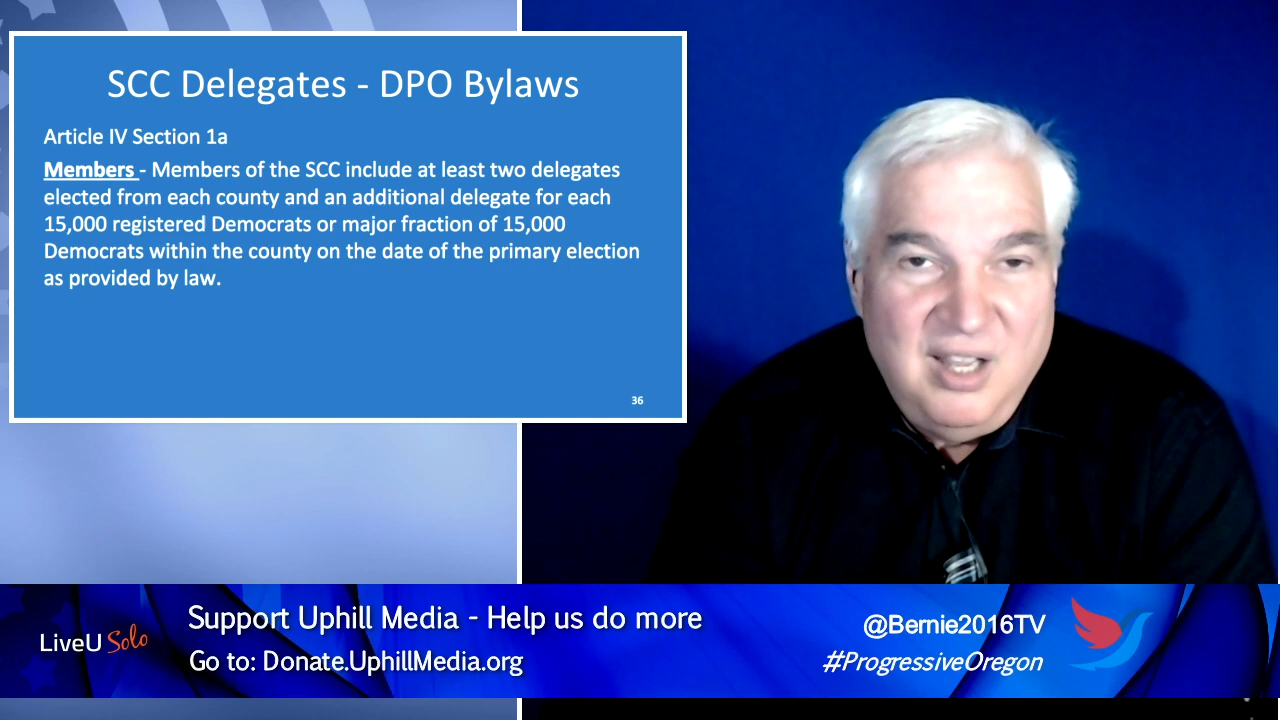 SCC Delegates - DPO Bylaws
Article IV Section 1a
Members - Members of the SCC include at least two delegates
elected from each county and an additional delegate for each
15,000 registered Democrats or major fraction of 15,000
Democrats within the county on the date of the primary election
as provided by law.
36
LiveU Solo
Support Uphill Media - Help us do more
Go to: Donate.UphillMedia.org
@Bernie2016TV
#ProgressiveOregon